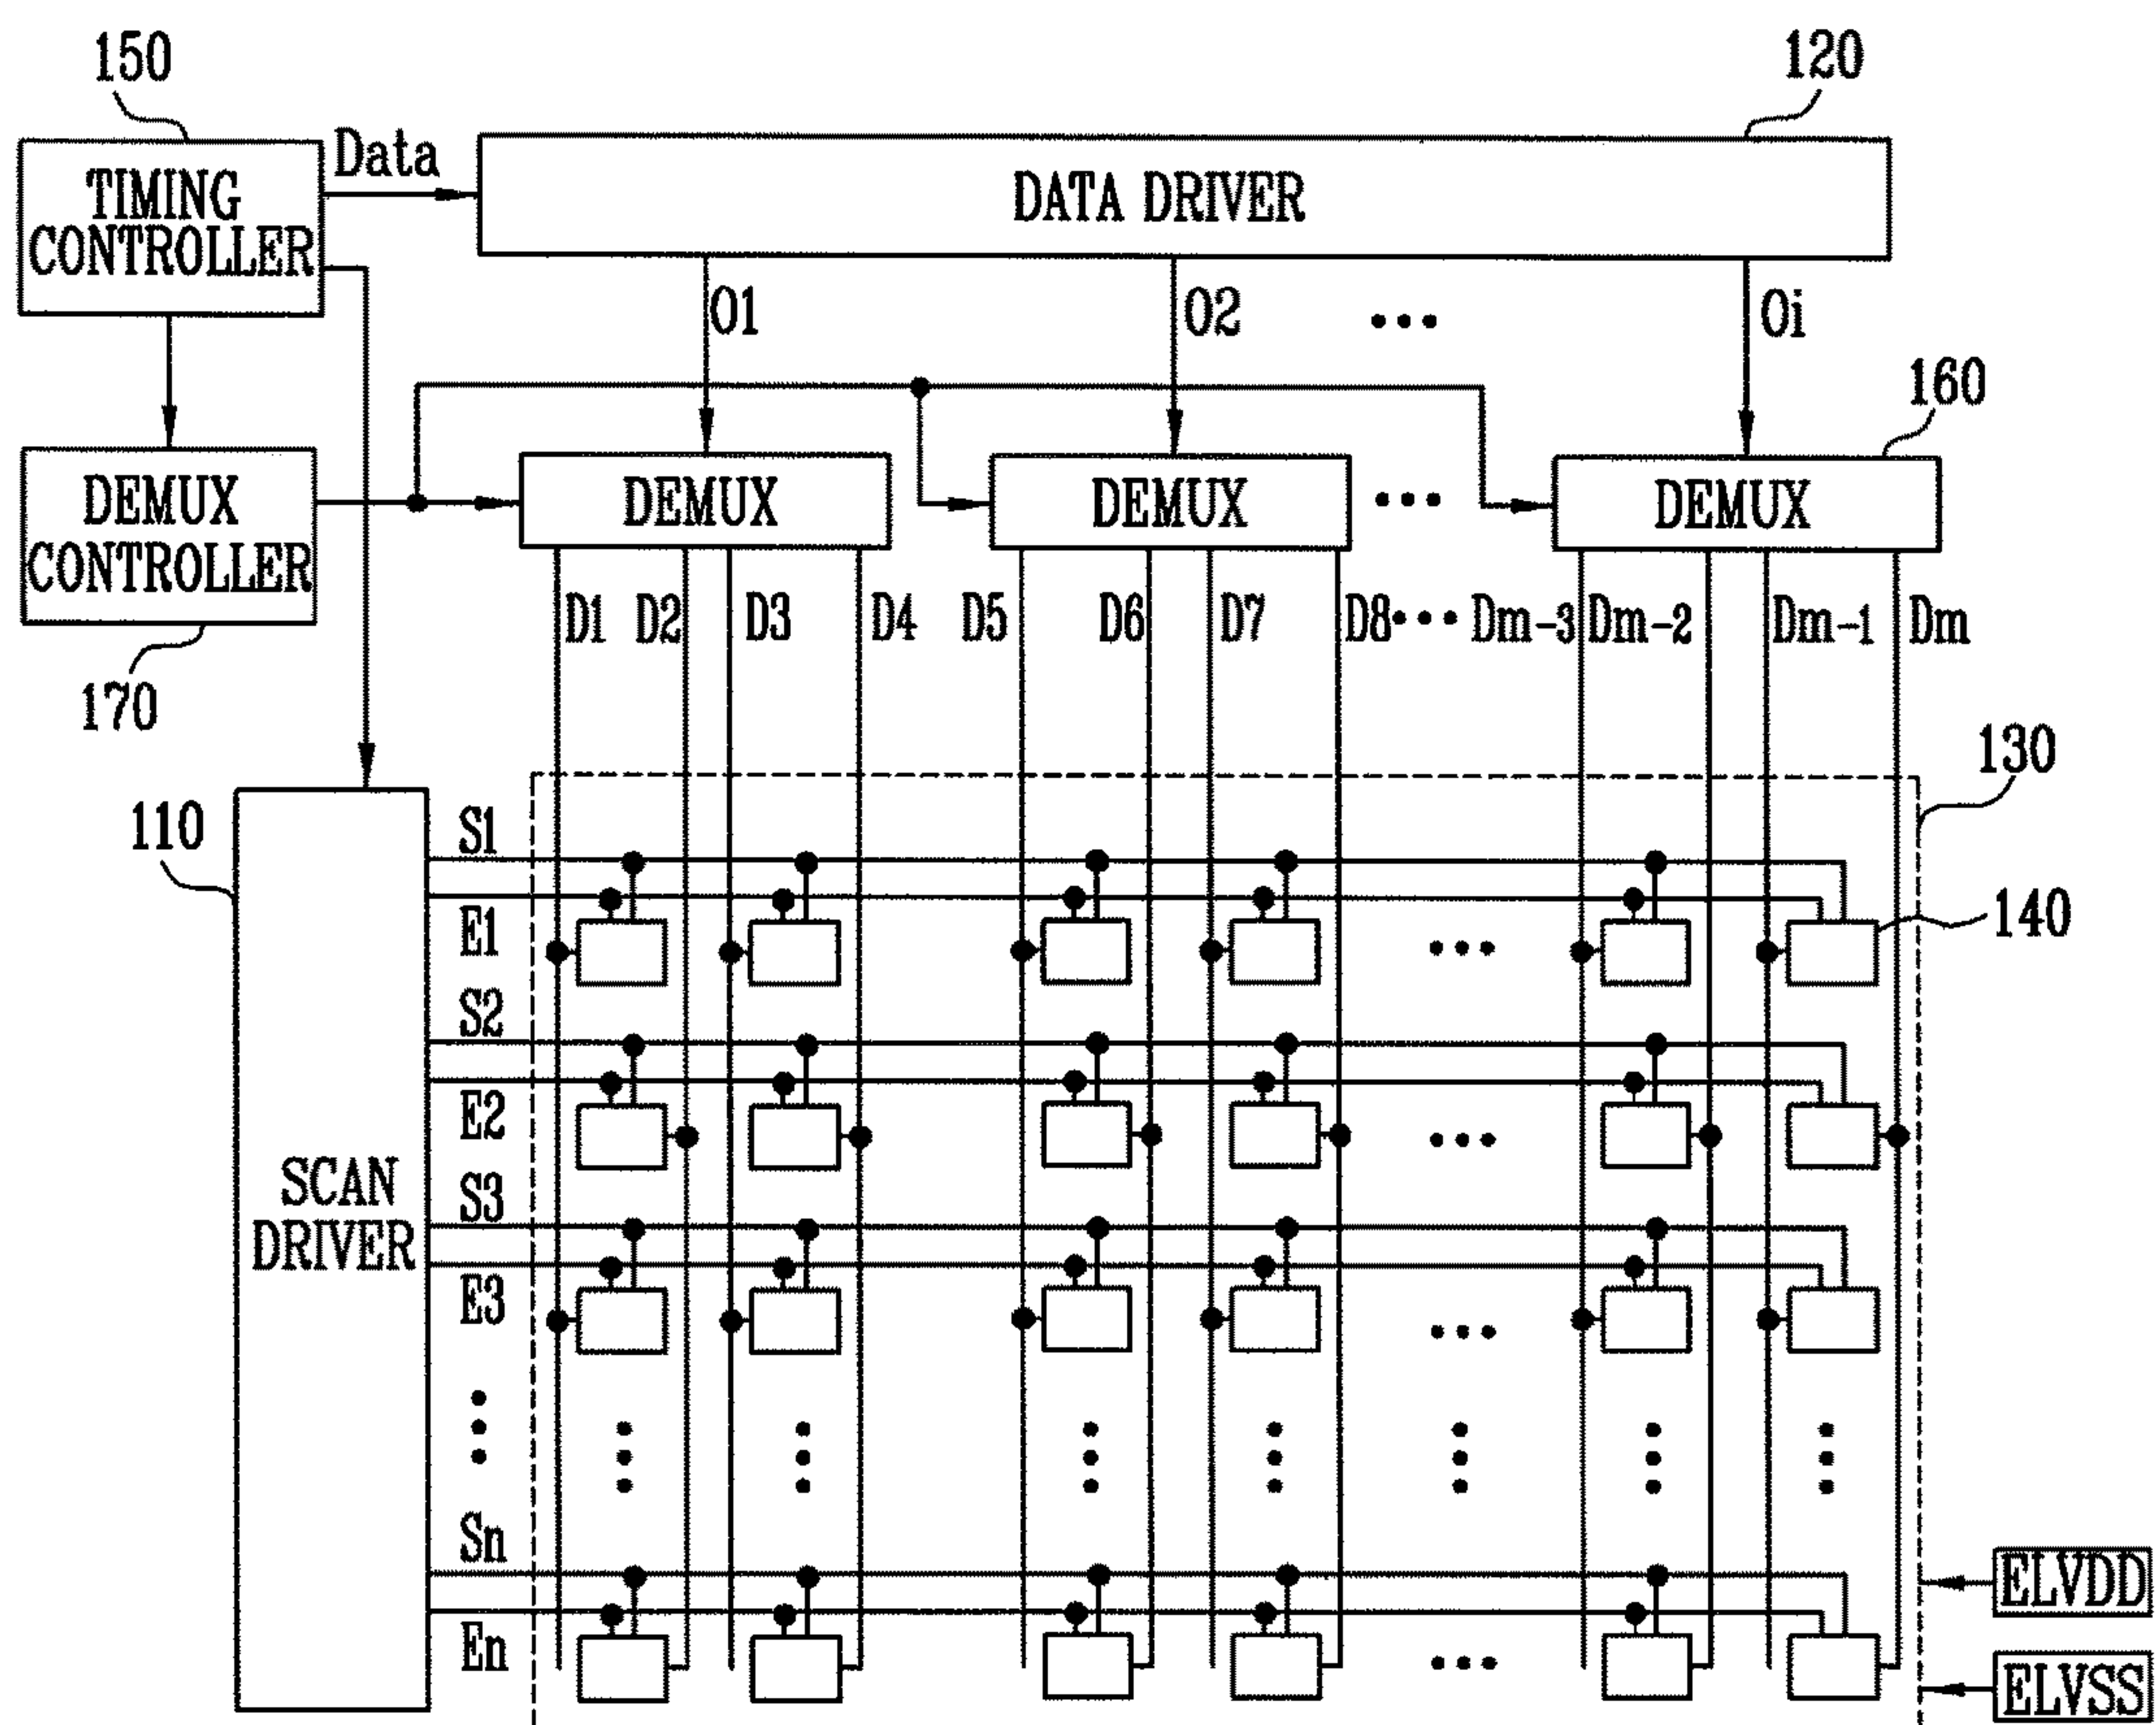 150
120
Data
TIMING
CONTROLLER
DATA DRIVER
O1
O2
Oi
160
DEMUX
CONTROLLER
DEMUX
DEMUX
DEMUX
D1
D2
D3
D4
D5
D6
D7
D8
Dm-3
Dm-2
Dm-1
Dm
170
130
110
S1
E1
140
S2
E2
SCAN
DRIVER
S3
E3
Sn
En
ELVDD
ELVSS